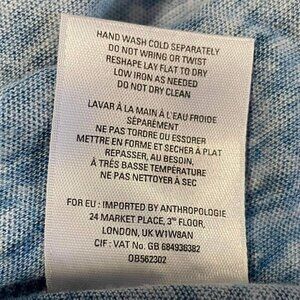 HAND WASH COLD SEPARATELY
DO NOT WRING OR TWIST
RESHAPE LAY FLAT TO DRY
LOW IRON AS NEEDED
DO NOT DRY CLEAN
LAVAR À LA MAIN À L'EAU FROIDE
SÉPARÉMENT
NE PAS TORDRE OU ESSORER
METTRE EN FORME ET SÉCHER À PLAT
REPASSER, AU BESOIN,
À TRÈS BASSE TEMPÉRATURE
NE PAS NETTOYER À SEC
FOR EU : IMPORTED BY ANTHROPOLOGIE
24 MARKET PLACE, 3RD FLOOR,
LONDON, UK W1W8AN
CIF : VAT No. GB 684936382
OB562302